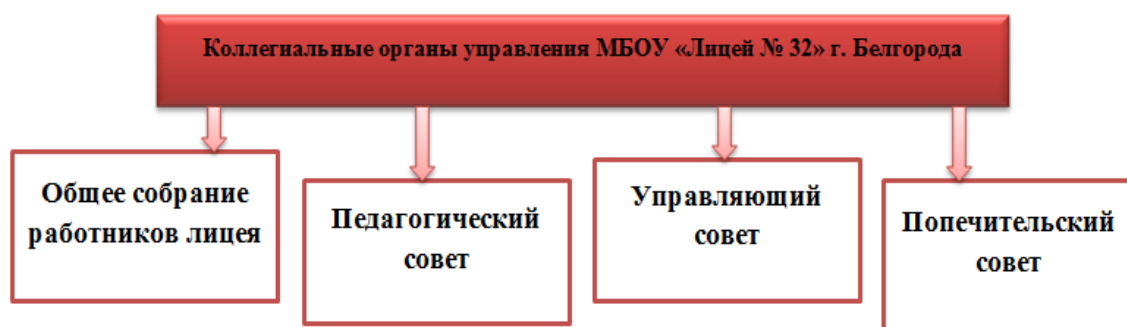 Коллегиальные органы управления МБОУ «Лицей № 32» г. Белгорода
Общее собрание
работников лицея
Педагогический
совет
Управляющий
совет
Попечительский
совет